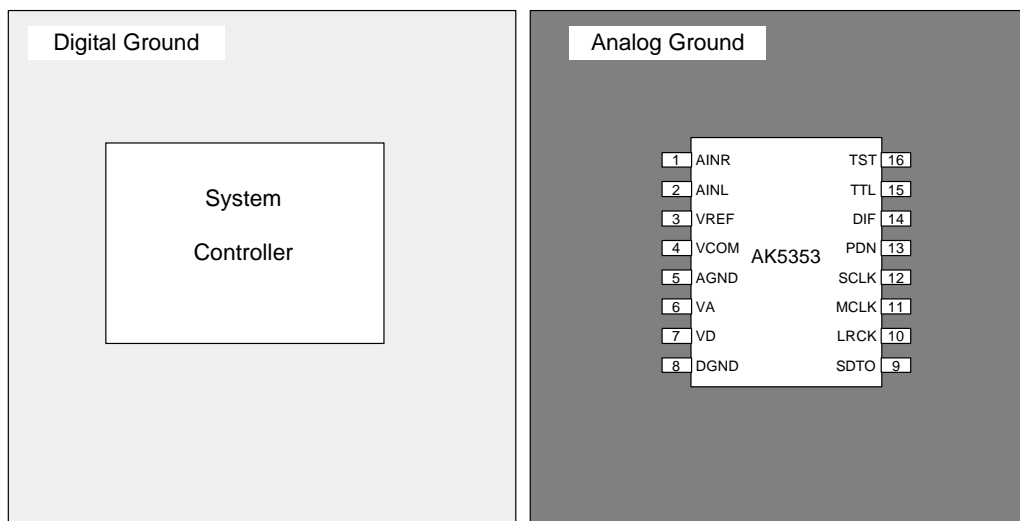 Digital Ground
System
Controller
Analog Ground
1 AINR TST 16
2 AINL TTL 15
3 VREF DIF 14
4 VCOM PDN 13
AK5353
5 AGND SCLK 12
6 VA MCLK 11
7 VD LRCK 10
8 DGND SDTO 9